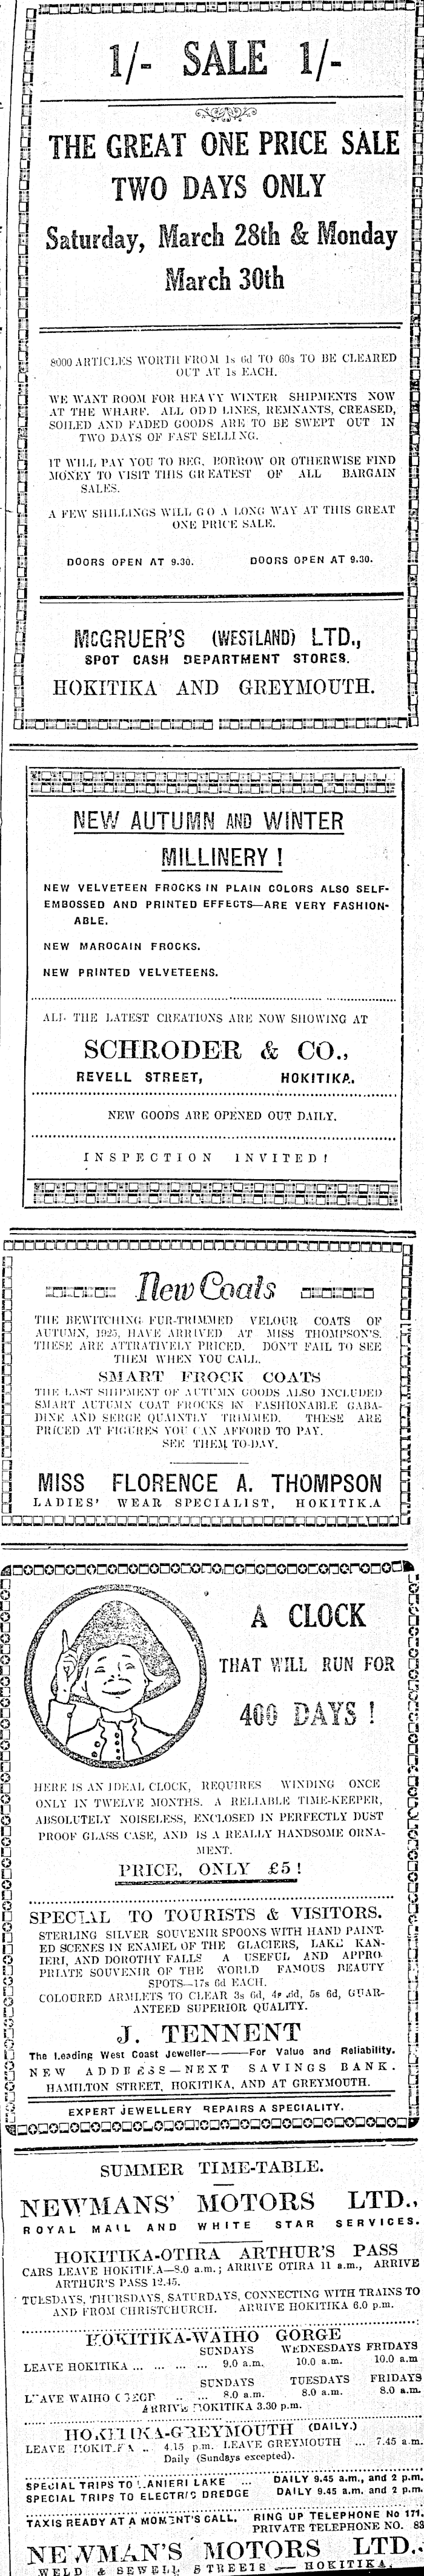 1/- SALE 1/-
THE GREAT ONE PRICE SALE
TWO DAYS ONLY
Saturday, March 28th & Monday
March 30th
8000 ARTICLES WORTH FROM 1s 6d TO 60s TO BE CLEARED
OUT AT 1s EACH.
WE WANT ROOM FOR HEAVY WINTER SHIPMENTS NOW
AT THE WHARF. ALL ODD LINES, REMNANTS, CREASED,
SOILED AND FADED GOODS ARE TO BE SWEPT OUT IN
TWO DAYS OF FAST SELLING.
IT WILL PAY YOU TO BEG, BORROW OR OTHERWISE FIND
MONEY TO VISIT THIS GREATEST OF ALL BARGAIN
SALES.
A FEW SHILLINGS WILL GO A LONG WAY AT THIS GREAT
ONE PRICE SALE.
DOORS OPEN AT 9.30. DOORS OPEN AT 9.30.
McGRUER'S (WESTLAND) LTD.,
SPOT CASH DEPARTMENT STORES.
HOKITIKA AND GREYMOUTH.
NEW AUTUMN AND WINTER
MILLINERY !
NEW VELVETEEN FROCKS IN PLAIN COLORS ALSO SELF-
EMBOSSED AND PRINTED EFFECTS—ARE VERY FASHION-
ABLE.
NEW MAROCAIN FROCKS.
NEW PRINTED VELVETEENS.
ALL THE LATEST CREATIONS ARE NOW SHOWING AT
SCHRODER & CO.,
REVELL STREET, HOKITIKA.
NEW GOODS ARE OPENED OUT DAILY.
INSPECTION INVITED!
New Coats
THE BEWITCHING FUR-TRIMMED VELOUR COATS OF
AUTUMN, 1925, HAVE ARRIVED AT MISS THOMPSON'S.
THESE ARE ATTRATIVELY PRICED. DON'T FAIL TO SEE
THEM WHEN YOU CALL.
SMART FROCK COATS
THE LAST SHIPMENT OF AUTUMN GOODS ALSO INCLUDED
SMART AUTUMN COAT FROCKS IN FASHIONABLE GABA-
DINE AND SERGE QUAINTLY TRIMMED. THESE ARE
PRICED AT FIGURES YOU CAN AFFORD TO PAY.
SEE THEM TO-DAY.
MISS FLORENCE A. THOMPSON
LADIES' WEAR SPECIALIST, HOKITIKA
A CLOCK
THAT WILL RUN FOR
400 DAYS !
HERE IS AN IDEAL CLOCK, REQUIRES WINDING ONCE
ONLY IN TWELVE MONTHS. A RELIABLE TIME-KEEPER,
ABSOLUTELY NOISELESS, ENCLOSED IN PERFECTLY DUST
PROOF GLASS CASE, AND IS A REALLY HANDSOME ORNA-
MENT.
PRICE, ONLY £5 !
SPECIAL TO TOURISTS & VISITORS.
STERLING SILVER SOUVENIR SPOONS WITH HAND PAINT-
ED SCENES IN ENAMEL OF THE GLACIERS, LAKE KAN-
IERI, AND DOROTHY FALLS A USEFUL AND APPRO-
PRIATE SOUVENIR OF THE WORLD FAMOUS BEAUTY
SPOTS—17s 6d EACH.
COLOURED ARMLETS TO CLEAR 3s 6d, 4s 6d, 5s 6d, GUAR-
ANTEED SUPERIOR QUALITY.
J. TENNENT
The Leading West Coast Jeweller——For Value and Reliability.
NEW ADDRESS—NEXT SAVINGS BANK.
HAMILTON STREET, HOKITIKA, AND AT GREYMOUTH.
EXPERT JEWELLERY REPAIRS A SPECIALITY.
SUMMER TIME-TABLE.
NEWMANS' MOTORS LTD.,
ROYAL MAIL AND WHITE STAR SERVICES.
HOKITIKA-OTIRA ARTHUR'S PASS
CARS LEAVE HOKITIKA—8.0 a.m.; ARRIVE OTIRA 11 a.m., ARRIVE
ARTHUR'S PASS 12.45.
TUESDAYS, THURSDAYS, SATURDAYS, CONNECTING WITH TRAINS TO
AND FROM CHRISTCHURCH. ARRIVE HOKITIKA 6.0 p.m.
HOKITIKA-WAIHO GORGE
SUNDAYS WEDNESDAYS FRIDAYS
LEAVE HOKITIKA ... ... ... ... 9.0 a.m. 10.0 a.m. 10.0 a.m
SUNDAYS TUESDAYS FRIDAYS
LEAVE WAIHO GORGE .. ... 8.0 a.m. 8.0 a.m. 8.0 a.m.
ARRIVE HOKITIKA 3.30 p.m.
HOKITIKA-GREYMOUTH (DAILY.)
LEAVE HOKITIKA .. 4.15 p.m. LEAVE GREYMOUTH ... 7.45 a.m.
Daily (Sundays excepted).
SPECIAL TRIPS TO KANIERI LAKE ... DAILY 9.45 a.m., and 2 p.m.
SPECIAL TRIPS TO ELECTRIC DREDGE DAILY 9.45 a.m. and 2 p.m.
TAXIS READY AT A MOMENT'S CALL. RING UP TELEPHONE No 171.
PRIVATE TELEPHONE NO. 83
NEWMAN'S MOTORS LTD.
WELD & SEWELL STREETS — HOKITIKA.